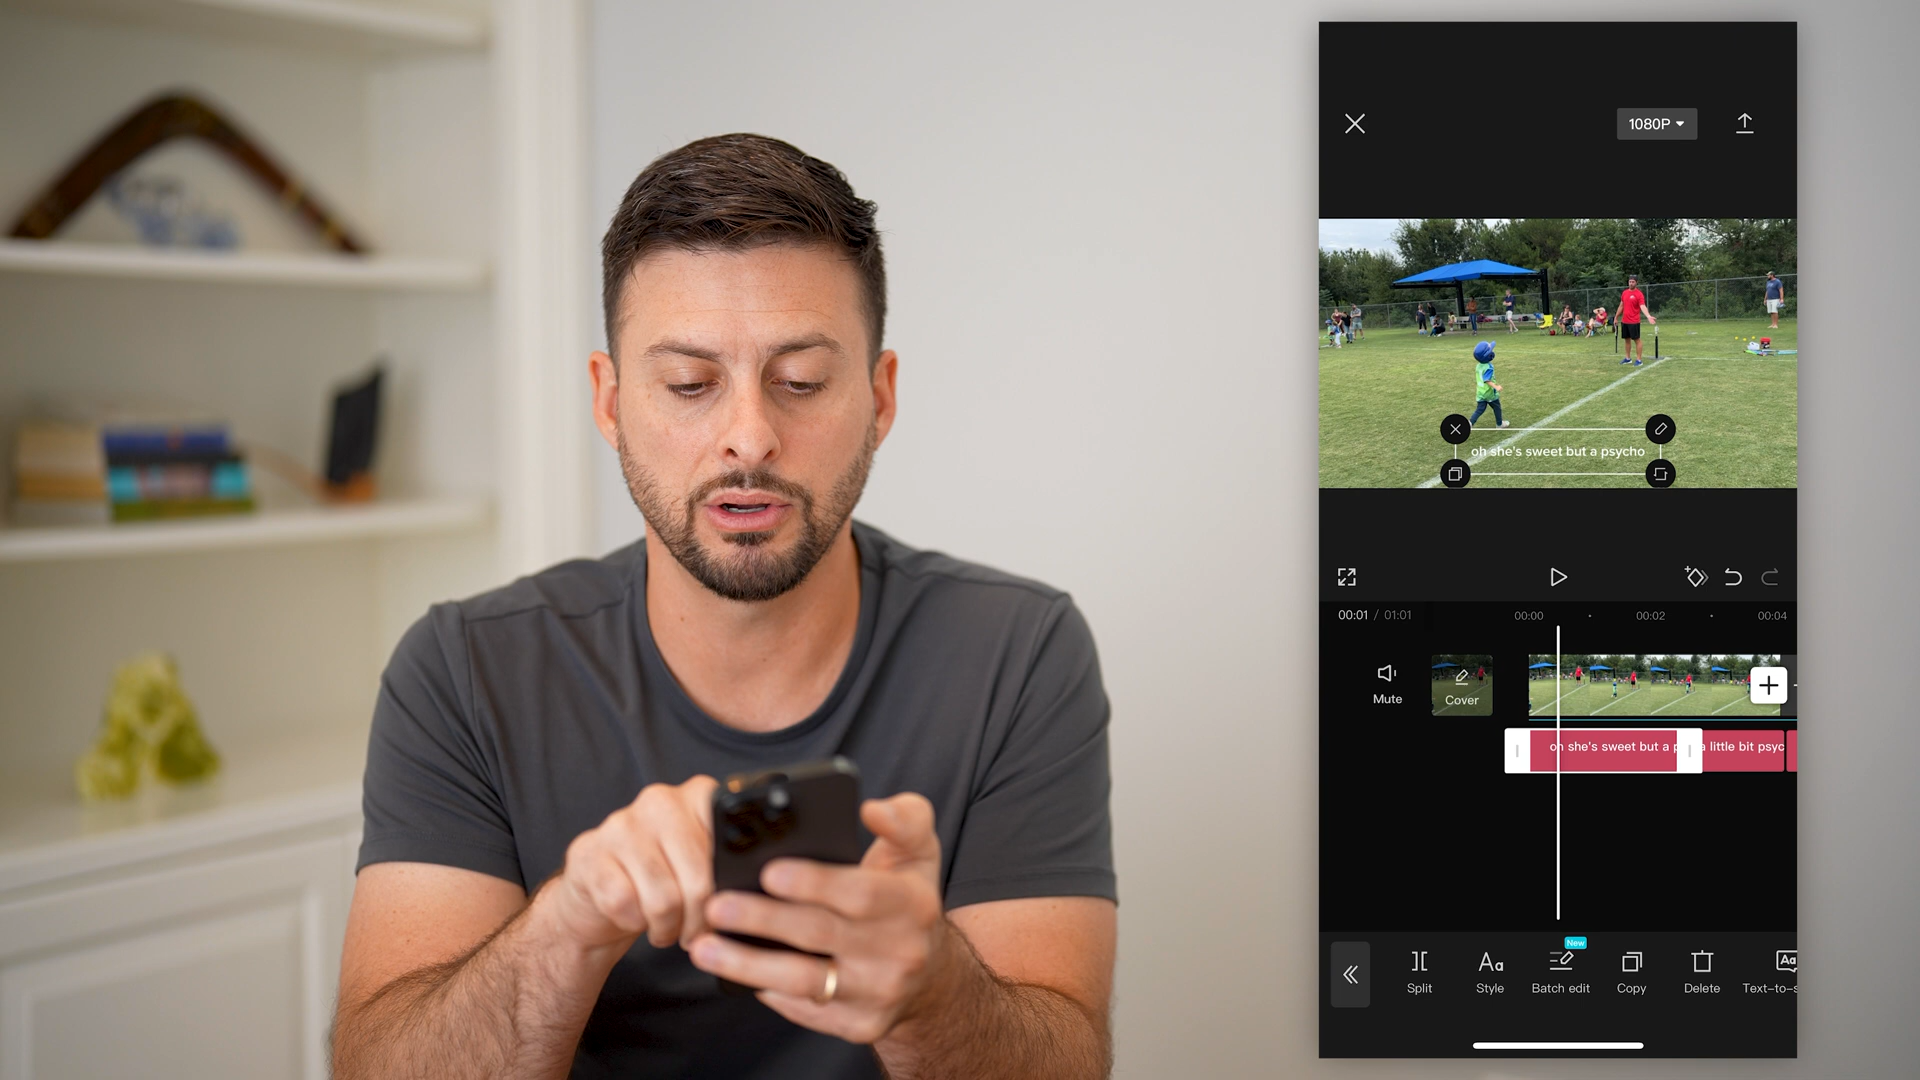 1080P
oh she's sweet but a psycho
00:01 / 01:01
00:00
00:02
00:04
Mute
Cover
oh she's sweet but a p
a little bit psyc
New
Split
Style
Batch edit
Copy
Delete
Text-to-s